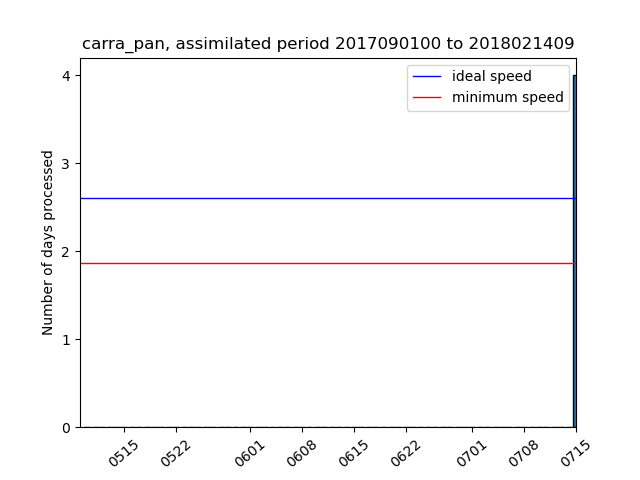 carra_pan, assimilated period 2017090100 to 2018021409
ideal speed
minimum speed
Number of days processed
4
3
2
1
0
0515 0522 0601 0608 0615 0622 0701 0708 0715